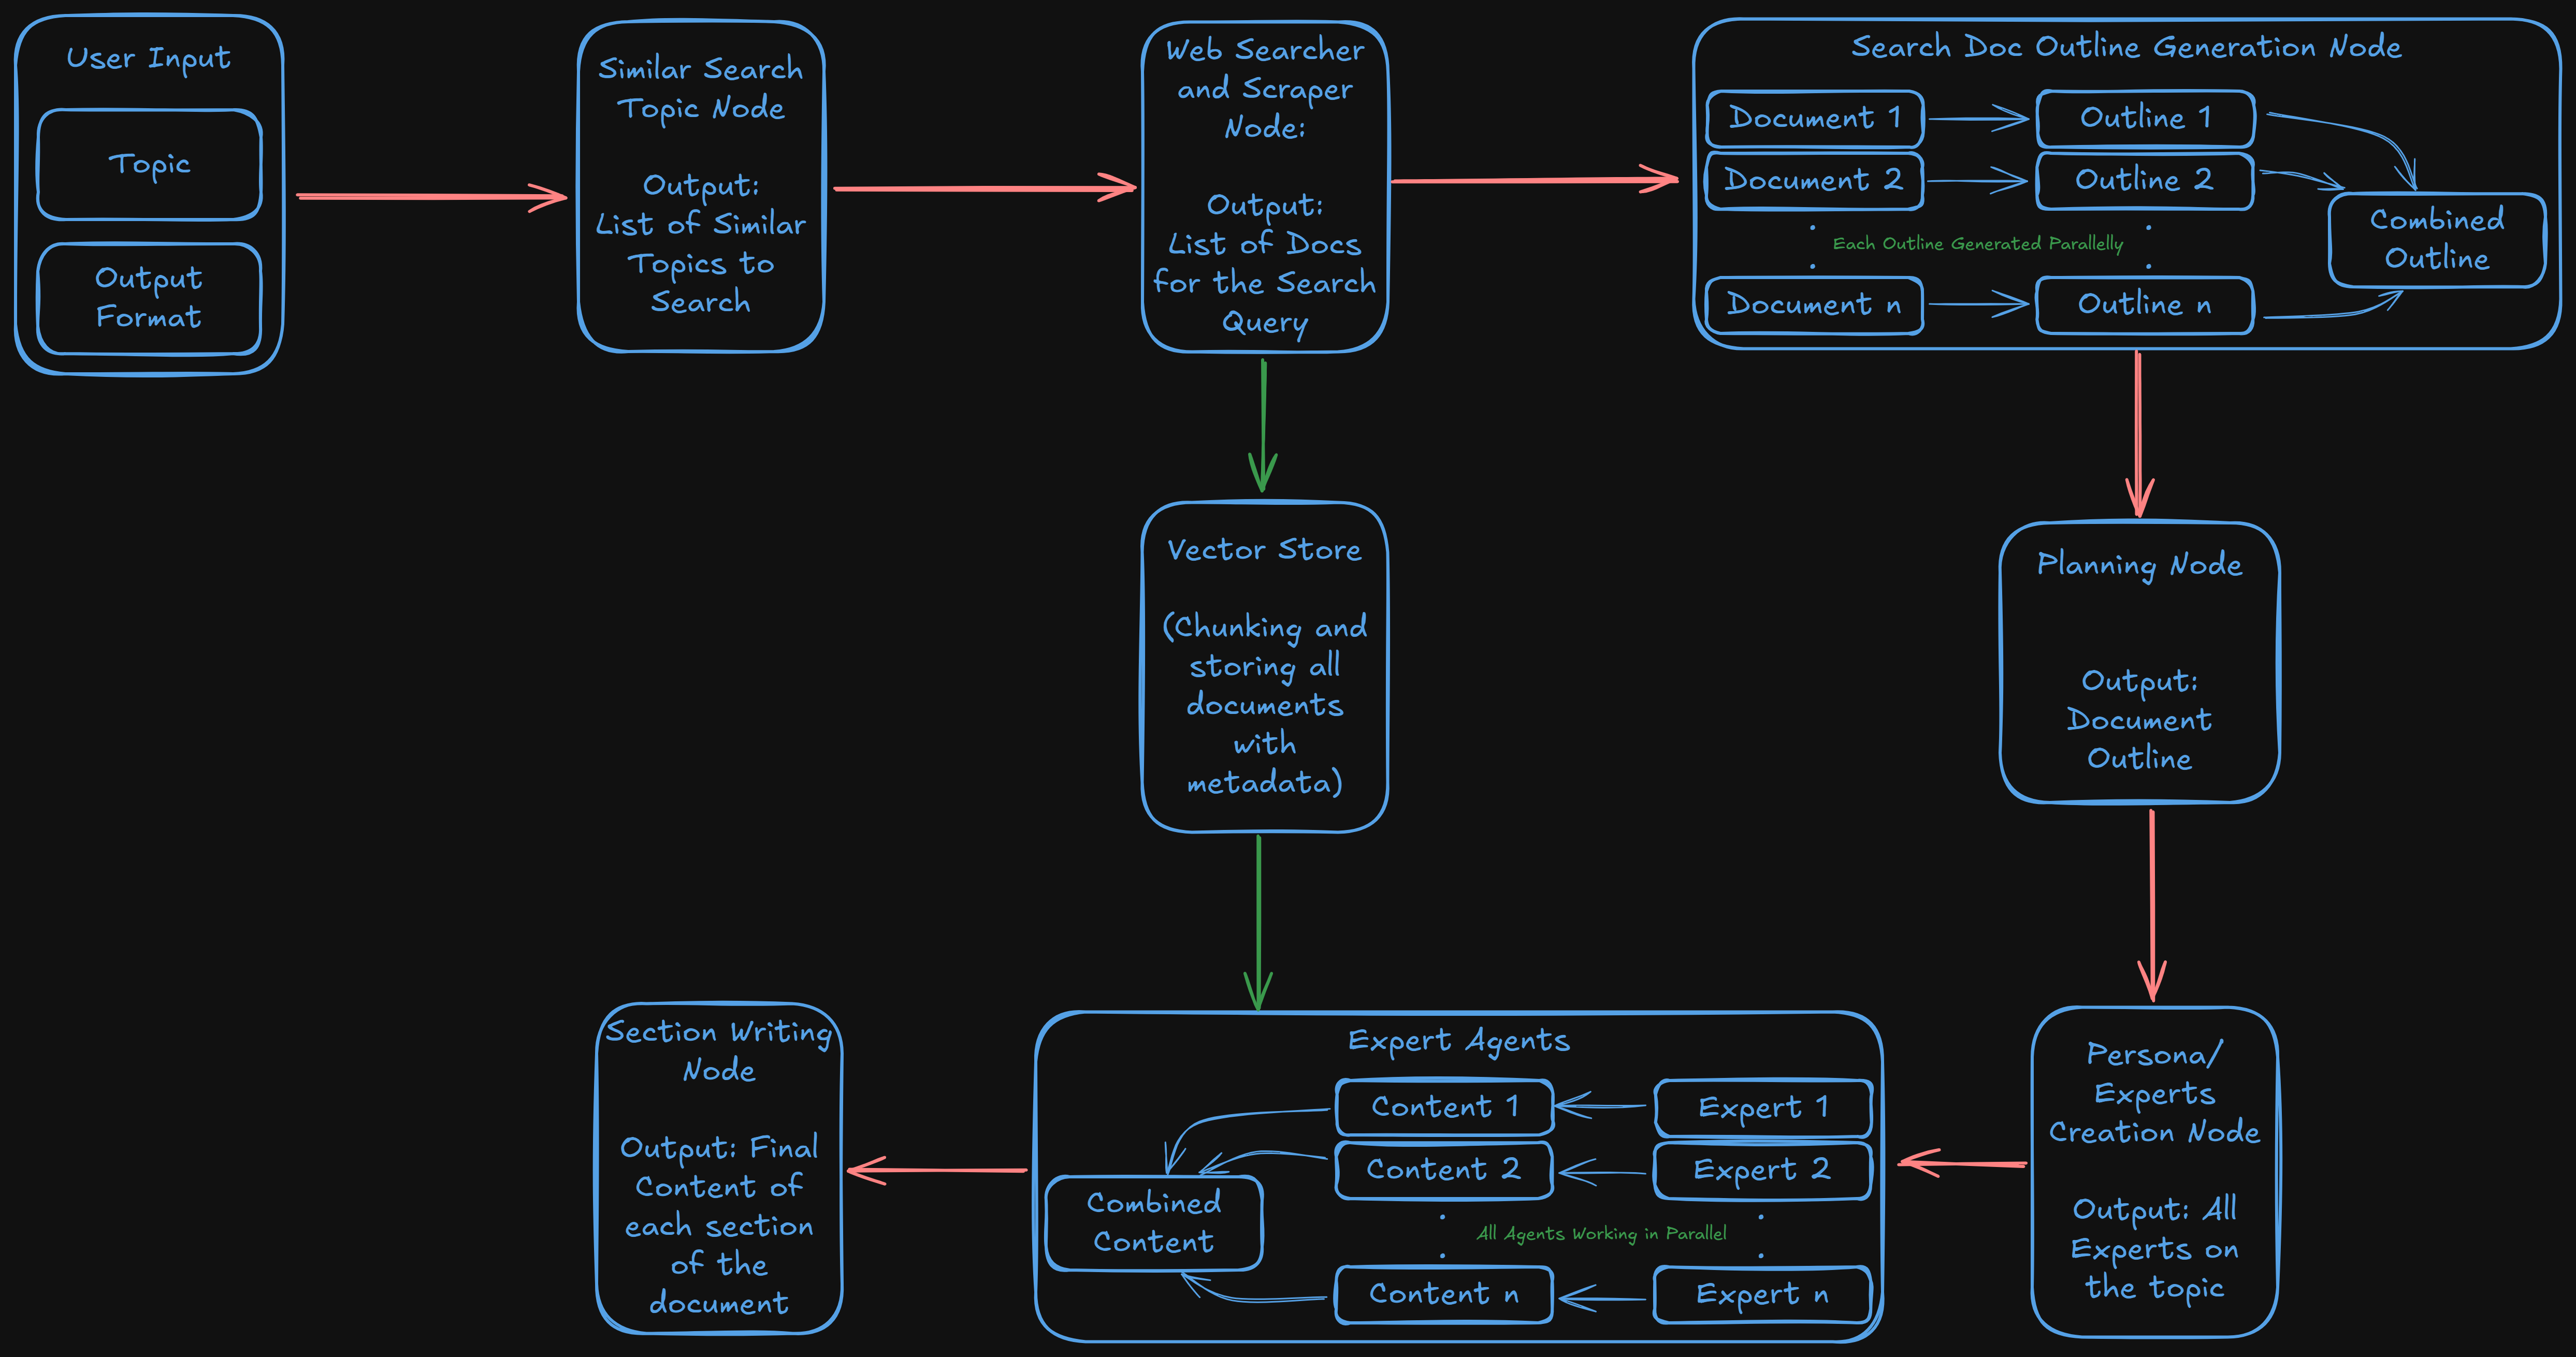 User Input
Topic
Output
Format
Similar Search
Topic Node
Output:
List of Similar
Topics to
Search
Web Searcher
and Scraper
Node:
Output:
List of Docs
for the Search
Query
Search Doc Outline Generation Node
Document 1
Outline 1
Document 2
Outline 2
Each Outline Generated Parallelly
Document n
Outline n
Combined
Outline
Vector Store
(Chunking and
storing all
documents
with
metadata)
Planning Node
Output:
Document
Outline
Persona/
Experts
Creation Node
Output: All
Experts on
the topic
Expert Agents
Expert 1
Content 1
Expert 2
Content 2
All Agents Working in Parallel
Expert n
Content n
Combined
Content
Section Writing
Node
Output: Final
Content of
each section
of the
document